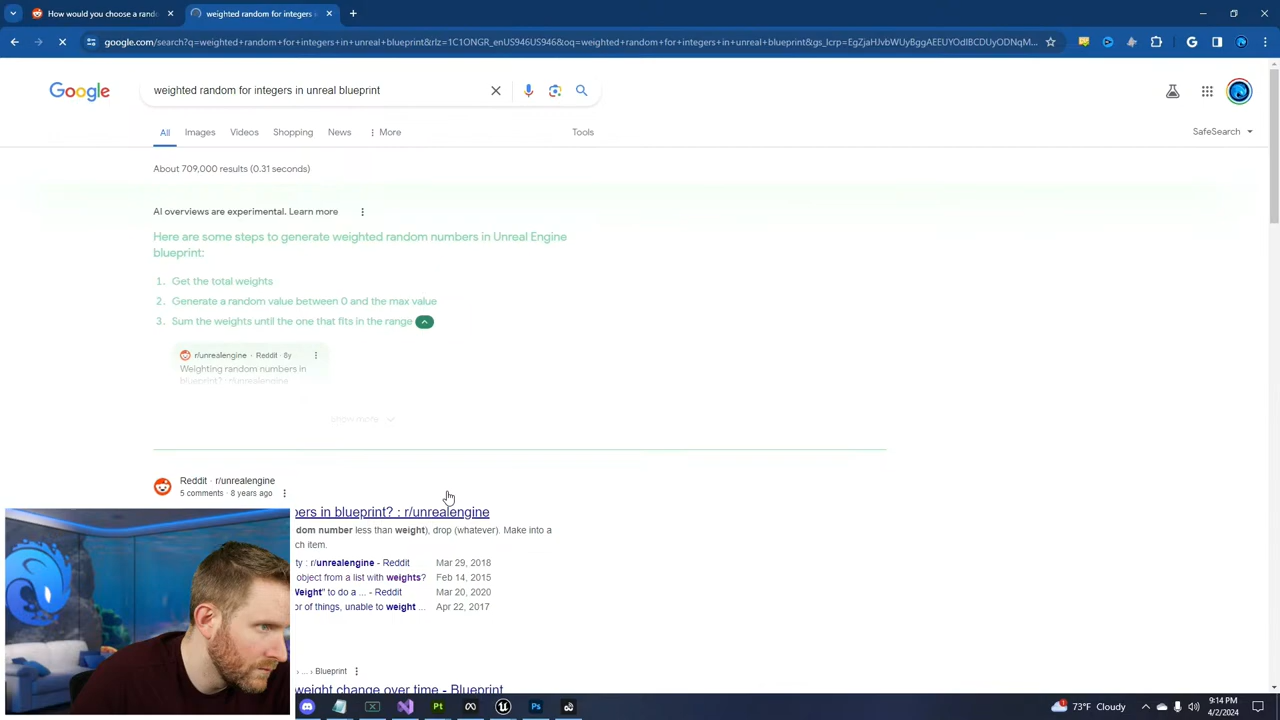 How would you choose a rand
weighted random for integers i
google.com/search?q=weighted+random+for+integers+in+unreal+blueprint&rlz=1C1ONGR_enUS946US946&oq=weighted+random+for+integers+in+unreal+blueprint&gs_lcrp=EgZjaHJvbWUyBggAEEUYOdIBCDUyODNqM...
Google
weighted random for integers in unreal blueprint
All
Images
Videos
Shopping
News
More
Tools
SafeSearch
About 709,000 results (0.31 seconds)
AI overviews are experimental. Learn more
Here are some steps to generate weighted random numbers in Unreal Engine
blueprint:
1. Get the total weights
2. Generate a random value between 0 and the max value
3. Sum the weights until the one that fits in the range
r/unrealengine · Reddit · 8y
Weighting random numbers in
blueprint? : r/unrealengine
Show more
Reddit · r/unrealengine
5 comments · 8 years ago
bers in blueprint? : r/unrealengine
dom number less than weight), drop (whatever). Make into a
ch item.
ty : r/unrealengine - Reddit Mar 29, 2018
object from a list with weights? Feb 14, 2015
Weight" to do a ... - Reddit Mar 20, 2020
or of things, unable to weight ... Apr 22, 2017
› ... › Blueprint
weight change over time - Blueprint
73°F Cloudy
9:14 PM
4/2/2024